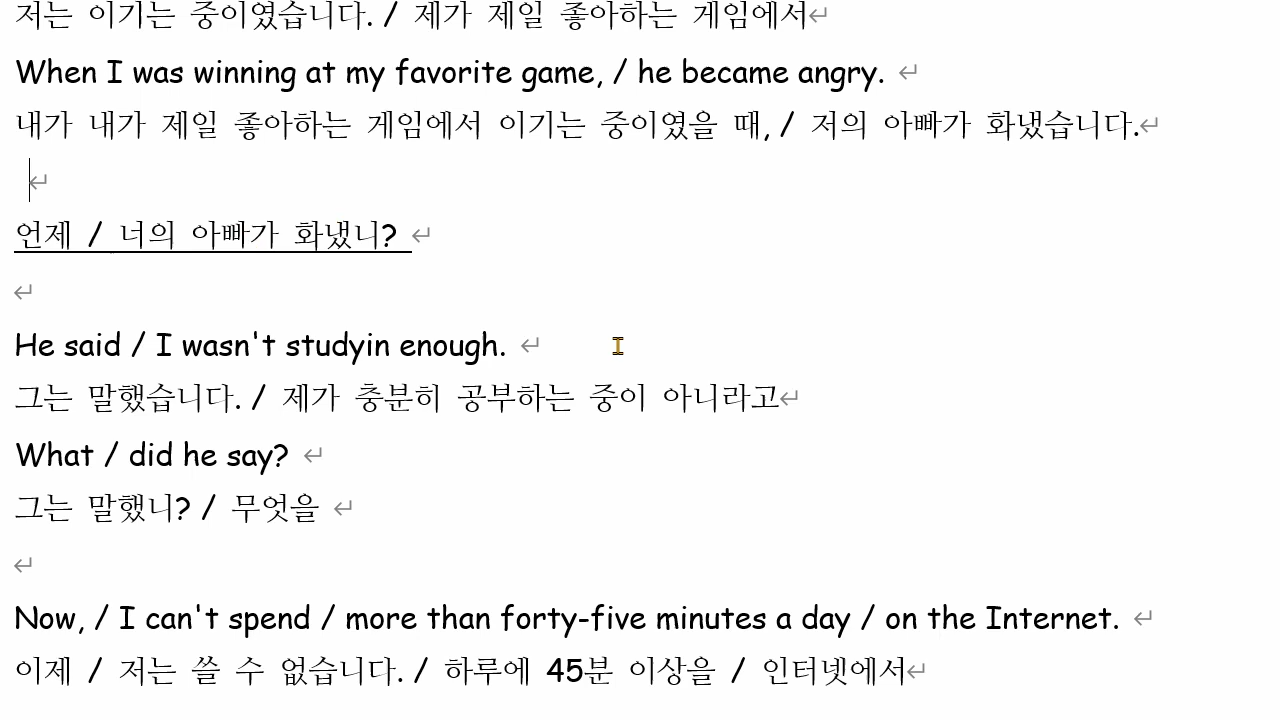 저는 이기는 중이였습니다. / 제가 제일 좋아하는 게임에서↵
When I was winning at my favorite game, / he became angry. ↵
내가 내가 제일 좋아하는 게임에서 이기는 중이였을 때, / 저의 아빠가 화냈습니다.↵
↵
언제 / 너의 아빠가 화냈니? ↵
↵
He said / I wasn't studyin enough. ↵
그는 말했습니다. / 제가 충분히 공부하는 중이 아니라고↵
What / did he say? ↵
그는 말했니? / 무엇을 ↵
↵
Now, / I can't spend / more than forty-five minutes a day / on the Internet. ↵
이제 / 저는 쓸 수 없습니다. / 하루에 45분 이상을 / 인터넷에서↵